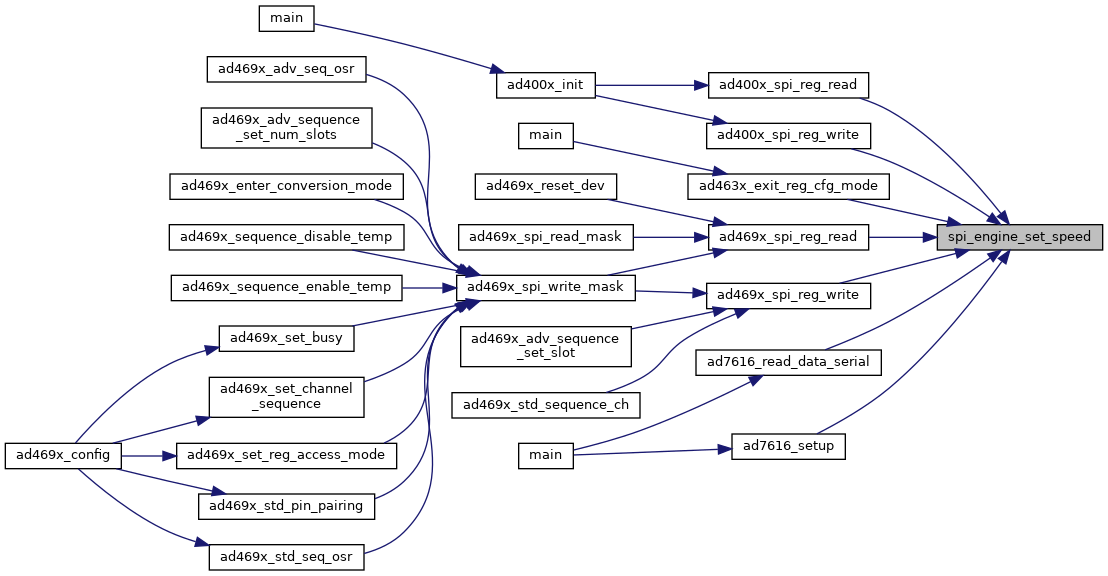 main
ad469x_adv_seq_osr
ad400x_init
ad400x_spi_reg_read
ad469x_adv_sequence
_set_num_slots
main
ad400x_spi_reg_write
ad469x_enter_conversion_mode
ad469x_reset_dev
ad463x_exit_reg_cfg_mode
ad469x_sequence_disable_temp
ad469x_spi_read_mask
ad469x_spi_reg_read
spi_engine_set_speed
ad469x_sequence_enable_temp
ad469x_spi_write_mask
ad469x_spi_reg_write
ad469x_set_busy
ad469x_adv_sequence
_set_slot
ad7616_read_data_serial
ad469x_set_channel
_sequence
ad469x_std_sequence_ch
ad469x_config
ad469x_set_reg_access_mode
main
ad7616_setup
ad469x_std_pin_pairing
ad469x_std_seq_osr